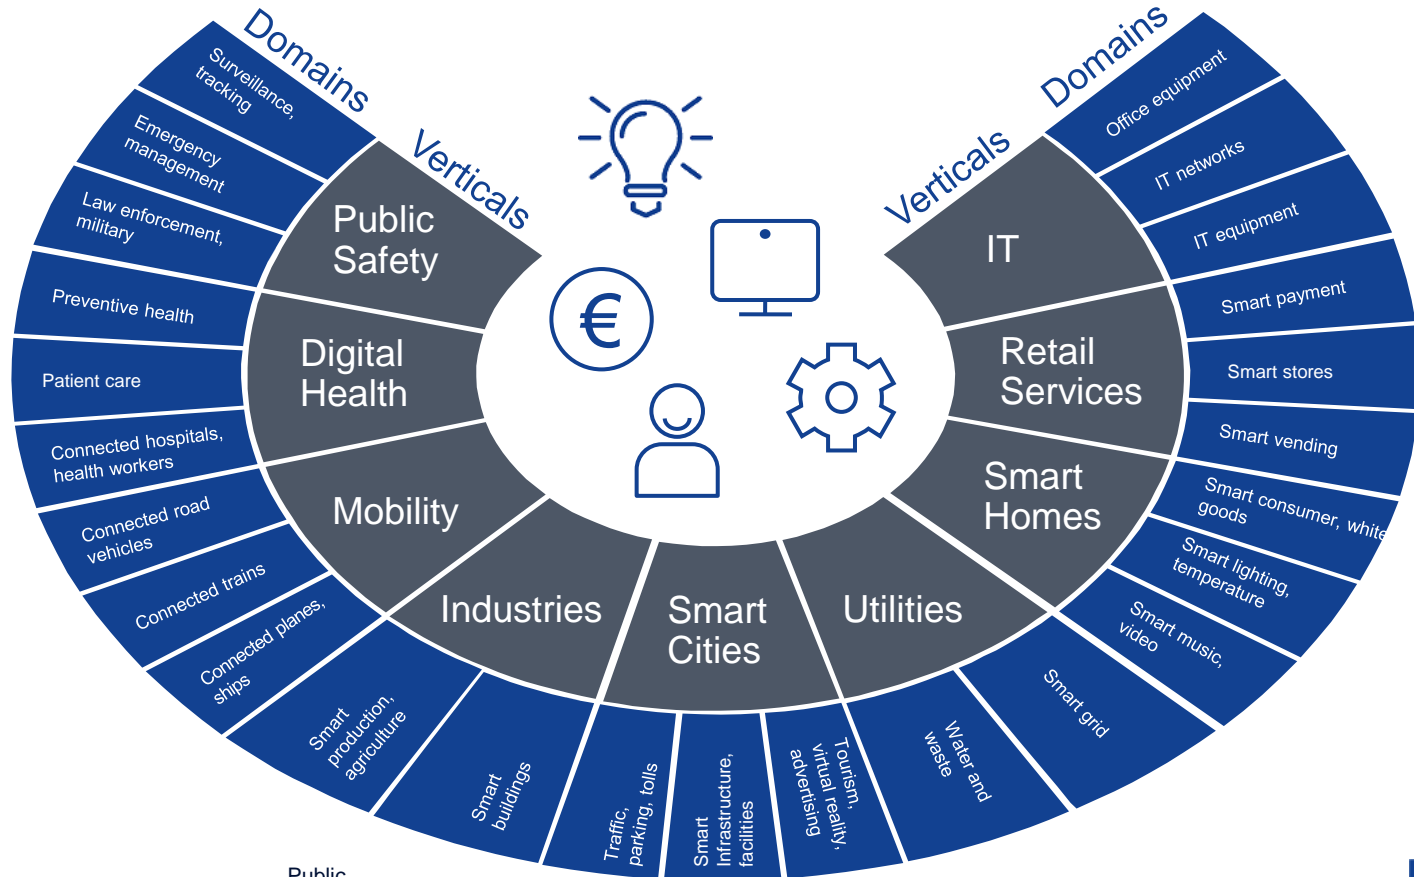 Domains
Verticals
Domains
Verticals
Surveillance,
tracking
Emergency
management
Law enforcement,
military
Preventive health
Patient care
Connected hospitals,
health workers
Connected road
vehicles
Connected trains
Connected planes,
ships
Smart
production,
agriculture
Smart
buildings
Traffic,
parking, tolls
Smart
Infrastructure,
facilities
Tourism,
virtual reality,
advertising
Water and
waste
Smart grid
Smart music,
video
Smart lighting,
temperature
Smart consumer, white
goods
Smart vending
Smart stores
Smart payment
IT equipment
IT networks
Office equipment
Public
Safety
Digital
Health
Mobility
Industries
Smart
Cities
Utilities
Smart
Homes
Retail
Services
IT
€
Public